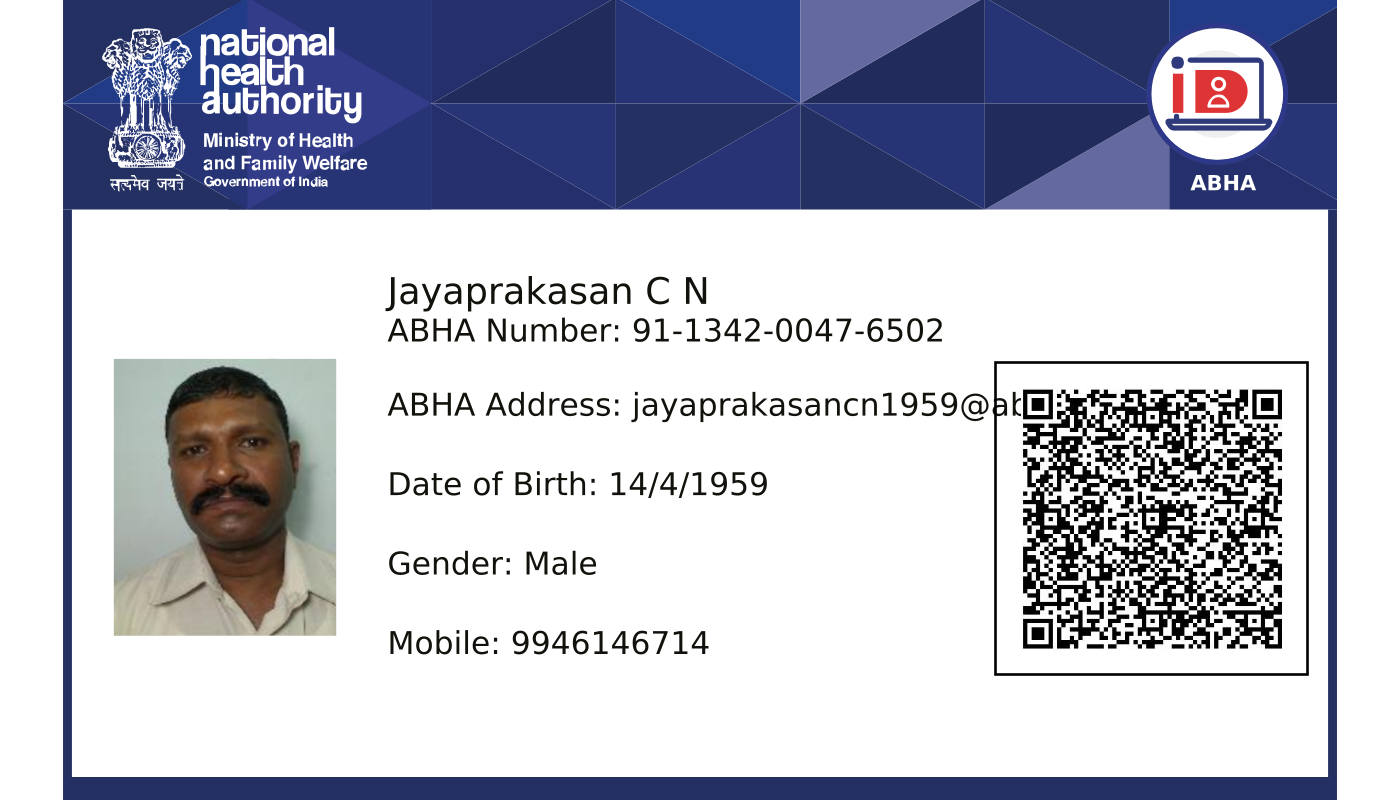 national
health
authority
Ministry of Health
and Family Welfare
Government of India
सत्यमेव जयते
ABHA
Jayaprakasan C N
ABHA Number: 91-1342-0047-6502
ABHA Address: jayaprakasancn1959@ab
Date of Birth: 14/4/1959
Gender: Male
Mobile: 9946146714